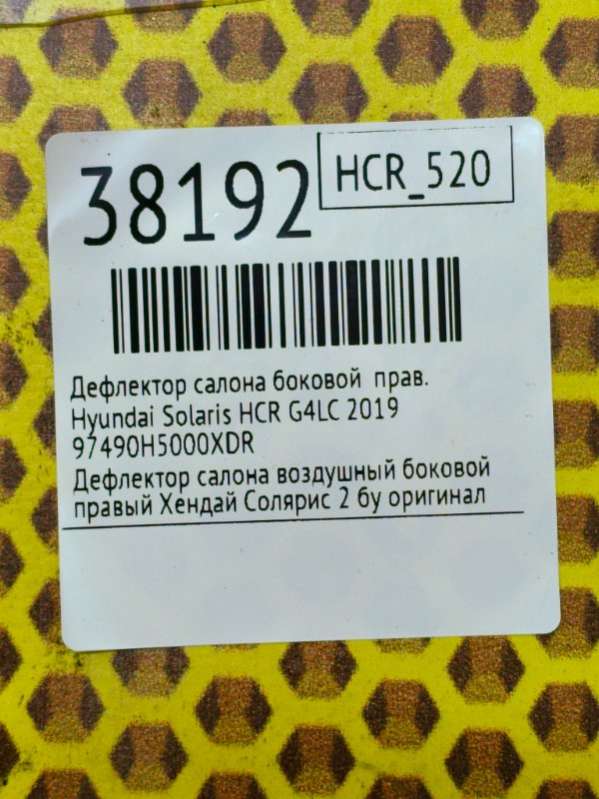 38192
HCR_520
Дефлектор салона боковой прав.
Hyundai Solaris HCR G4LC 2019
97490H5000XDR
Дефлектор салона воздушный боковой
правый Хендай Солярис 2 бу оригинал